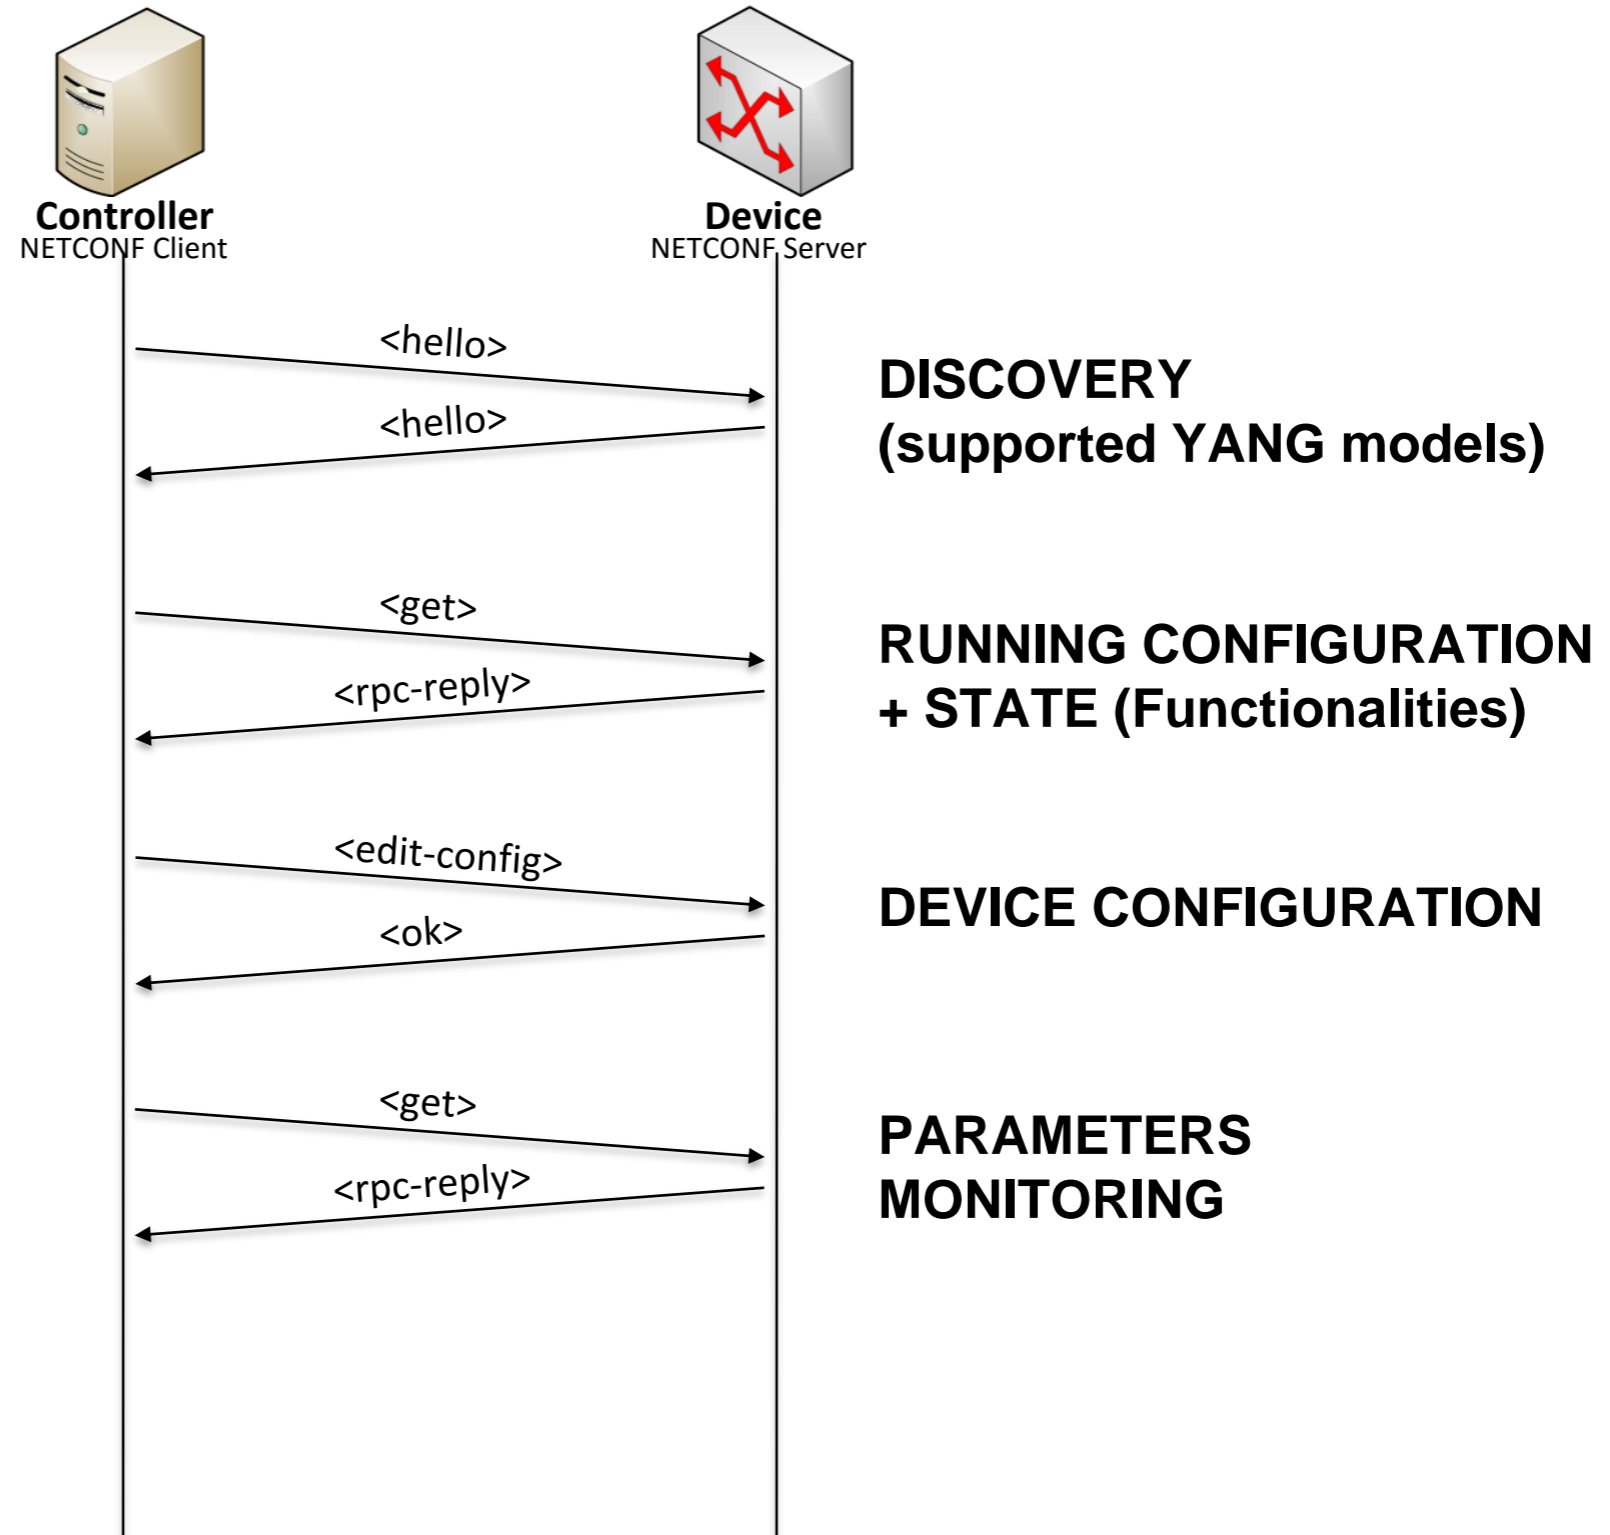 Controller
NETCONF Client
Device
NETCONF Server
<hello>
<hello>
DISCOVERY
(supported YANG models)
<get>
<rpc-reply>
RUNNING CONFIGURATION
+ STATE (Functionalities)
<edit-config>
<ok>
DEVICE CONFIGURATION
<get>
<rpc-reply>
PARAMETERS
MONITORING